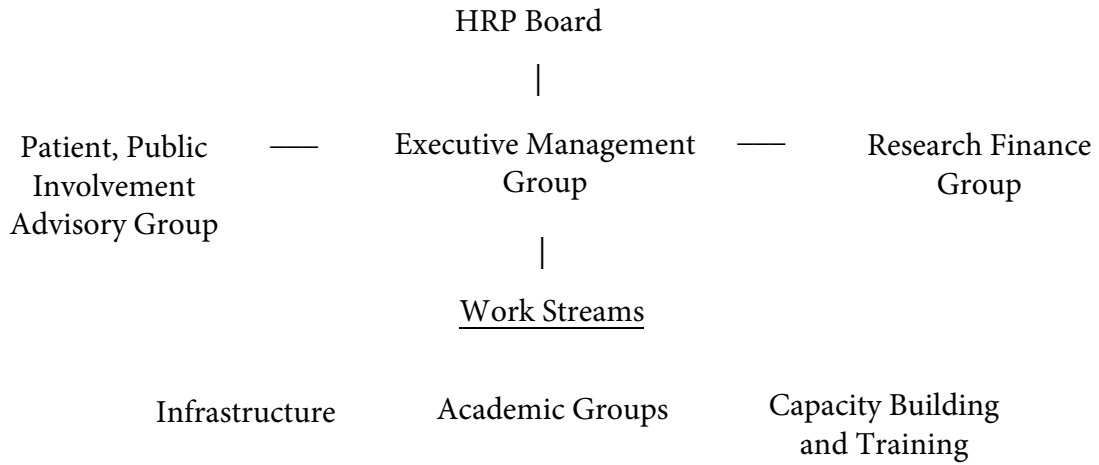 HRP Board
Patient, Public
Involvement
Advisory Group
Executive Management
Group
Research Finance
Group
Work Streams
Infrastructure
Academic Groups
Capacity Building
and Training